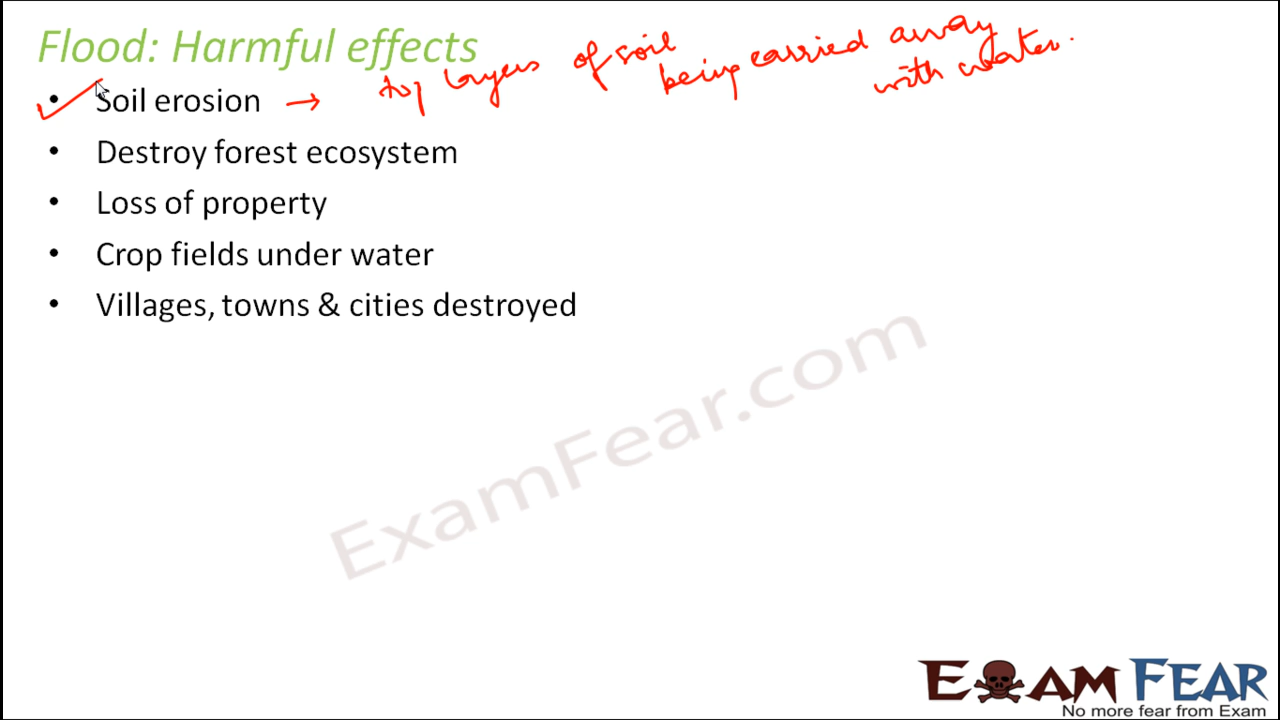 Flood: Harmful effects
• Soil erosion → top layers of soil being carried away with water.
• Destroy forest ecosystem
• Loss of property
• Crop fields under water
• Villages, towns & cities destroyed
ExamFear.com
EXAM FEAR
No more fear from Exam